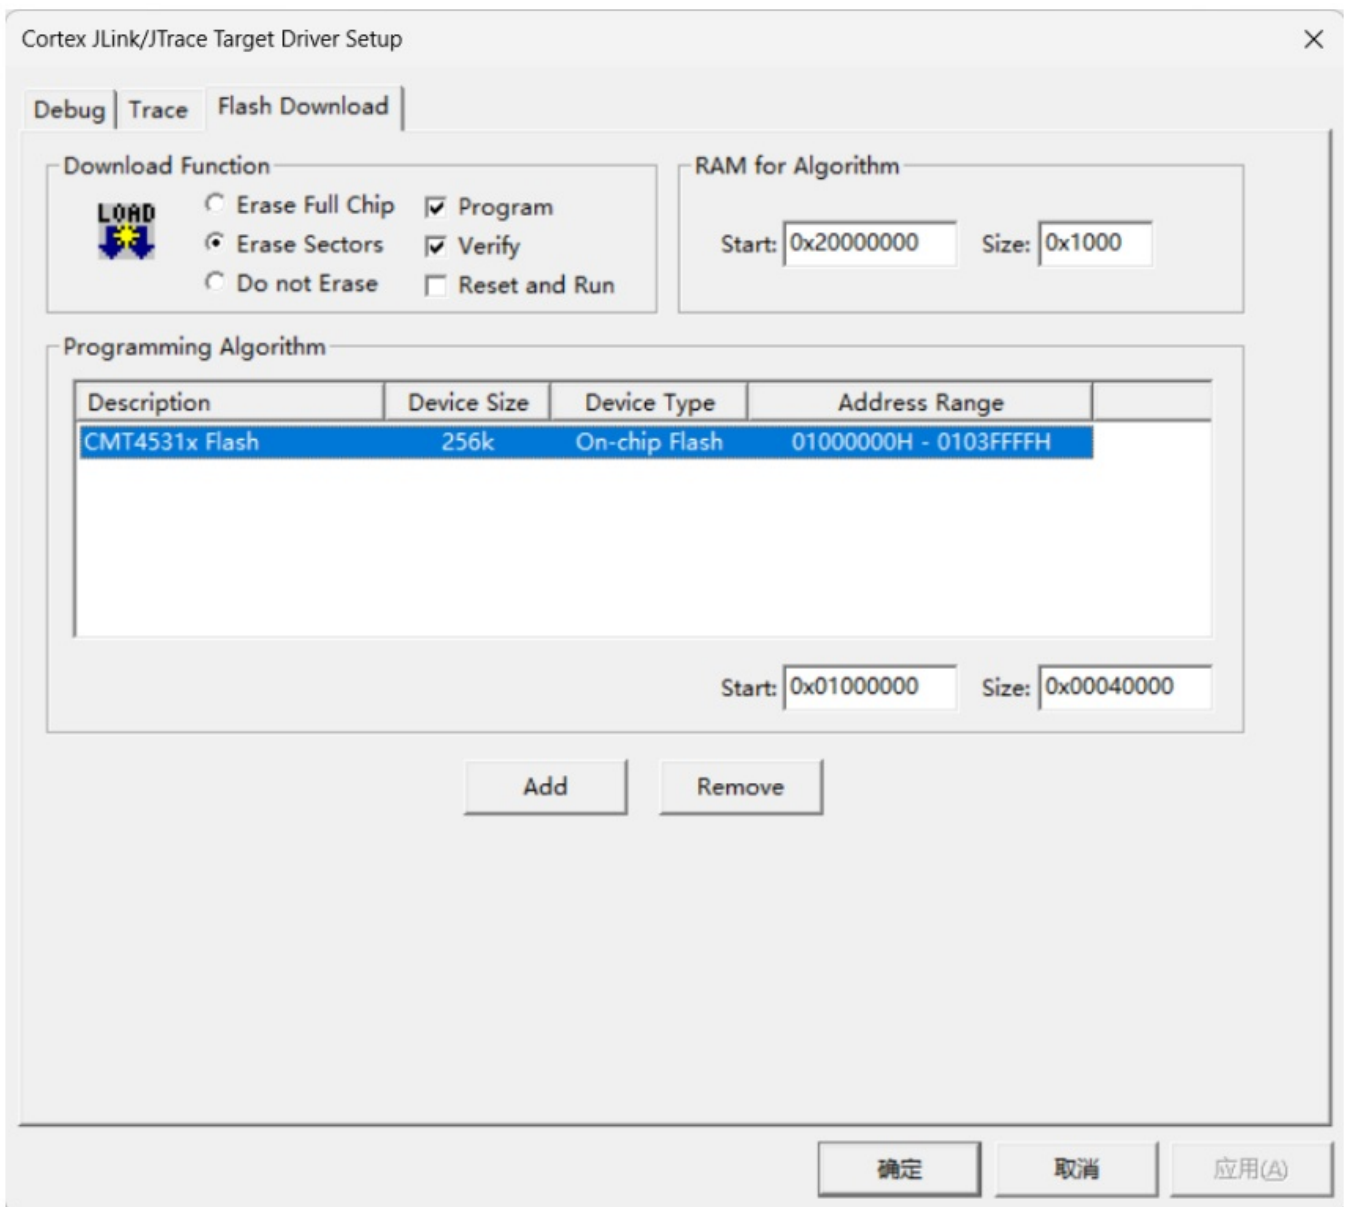 Cortex JLink/JTrace Target Driver Setup
Debug Trace Flash Download
Download Function
LOAD
Erase Full Chip Program
Erase Sectors Verify
Do not Erase Reset and Run
RAM for Algorithm
Start: 0x20000000 Size: 0x1000
Programming Algorithm
Description Device Size Device Type Address Range
CMT4531x Flash 256k On-chip Flash 01000000H - 0103FFFFH
Start: 0x01000000 Size: 0x00040000
Add Remove
确定 取消 应用(A)